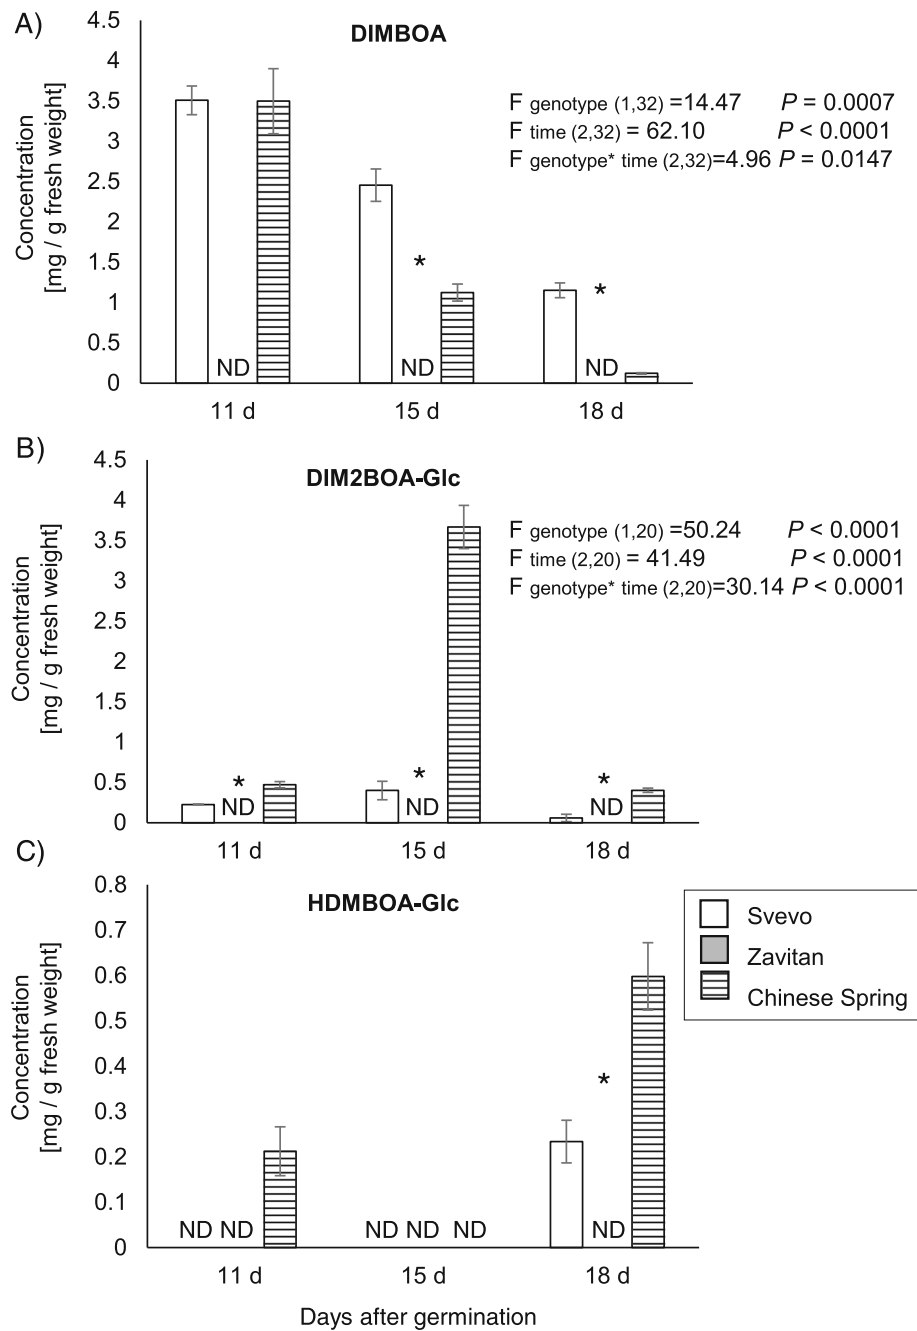 A)
DIMBOA
Concentration
[mg / g fresh weight]
4.5
4
3.5
3
2.5
2
1.5
1
0.5
0
F genotype (1,32) =14.47 P = 0.0007
F time (2,32) = 62.10 P < 0.0001
F genotype* time (2,32)=4.96 P = 0.0147
*
*
ND
ND
ND
11 d
15 d
18 d
B)
DIM2BOA-Glc
Concentration
[mg / g fresh weight]
4.5
4
3.5
3
2.5
2
1.5
1
0.5
0
F genotype (1,20) =50.24 P < 0.0001
F time (2,20) = 41.49 P < 0.0001
F genotype* time (2,20)=30.14 P < 0.0001
*
*
*
ND
ND
ND
11 d
15 d
18 d
C)
HDMBOA-Glc
Concentration
[mg / g fresh weight]
0.8
0.7
0.6
0.5
0.4
0.3
0.2
0.1
0
Svevo
Zavitan
Chinese Spring
*
ND ND
ND ND ND
ND
11 d
15 d
18 d
Days after germination